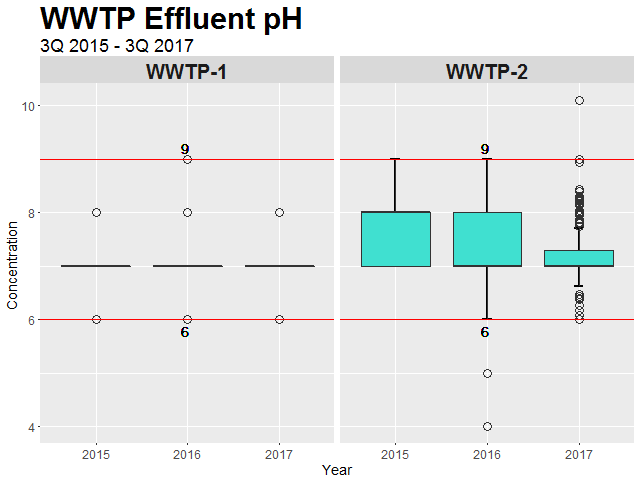 WWTP Effluent pH
3Q 2015 - 3Q 2017
WWTP-1 WWTP-2
10
9 9
8
Concentration
6
6 6
4
2015 2016 2017 2015 2016 2017
Year